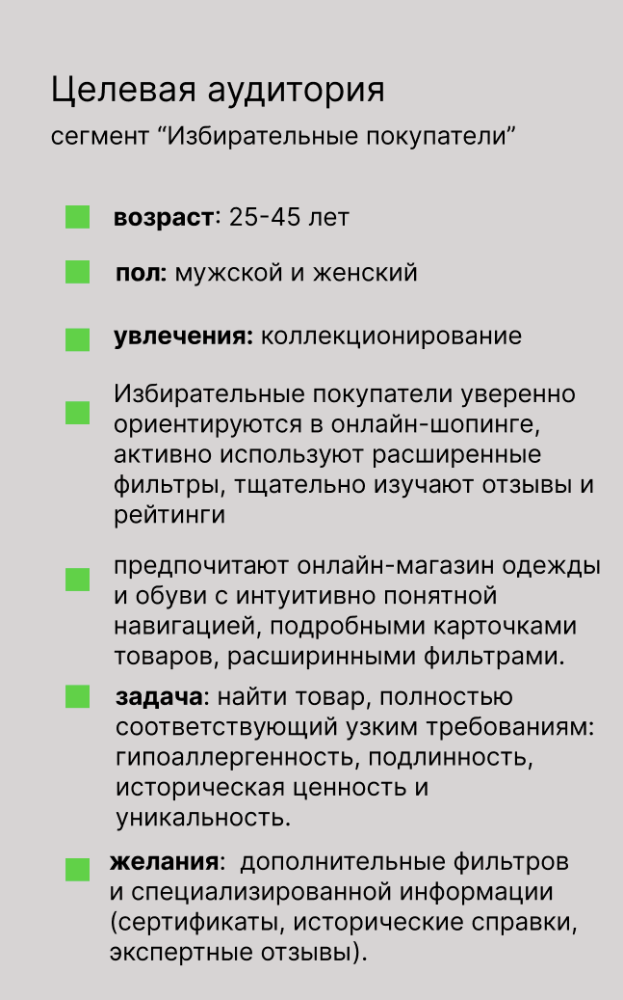 Целевая аудитория
сегмент “Избирательные покупатели”
возраст: 25-45 лет
пол: мужской и женский
увлечения: коллекционирование
Избирательные покупатели уверенно
ориентируются в онлайн-шопинге,
активно используют расширенные
фильтры, тщательно изучают отзывы и
рейтинги
предпочитают онлайн-магазин одежды
и обуви с интуитивно понятной
навигацией, подробными карточками
товаров, расширинными фильтрами.
задача: найти товар, полностью
соответствующий узким требованиям:
гипоаллергенность, подлинность,
историческая ценность и
уникальность.
желания:  дополнительные фильтров
и специализированной информации
(сертификаты, исторические справки,
экспертные отзывы).